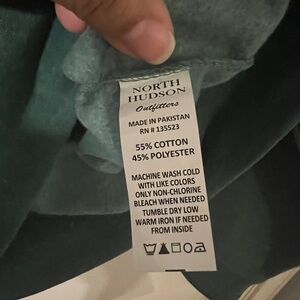 NORTH
HUDSON
Outfitters
MADE IN PAKISTAN
RN # 135523
55% COTTON
45% POLYESTER
MACHINE WASH COLD
WITH LIKE COLORS
ONLY NON-CHLORINE
BLEACH WHEN NEEDED
TUMBLE DRY LOW
WARM IRON IF NEEDED
FROM INSIDE